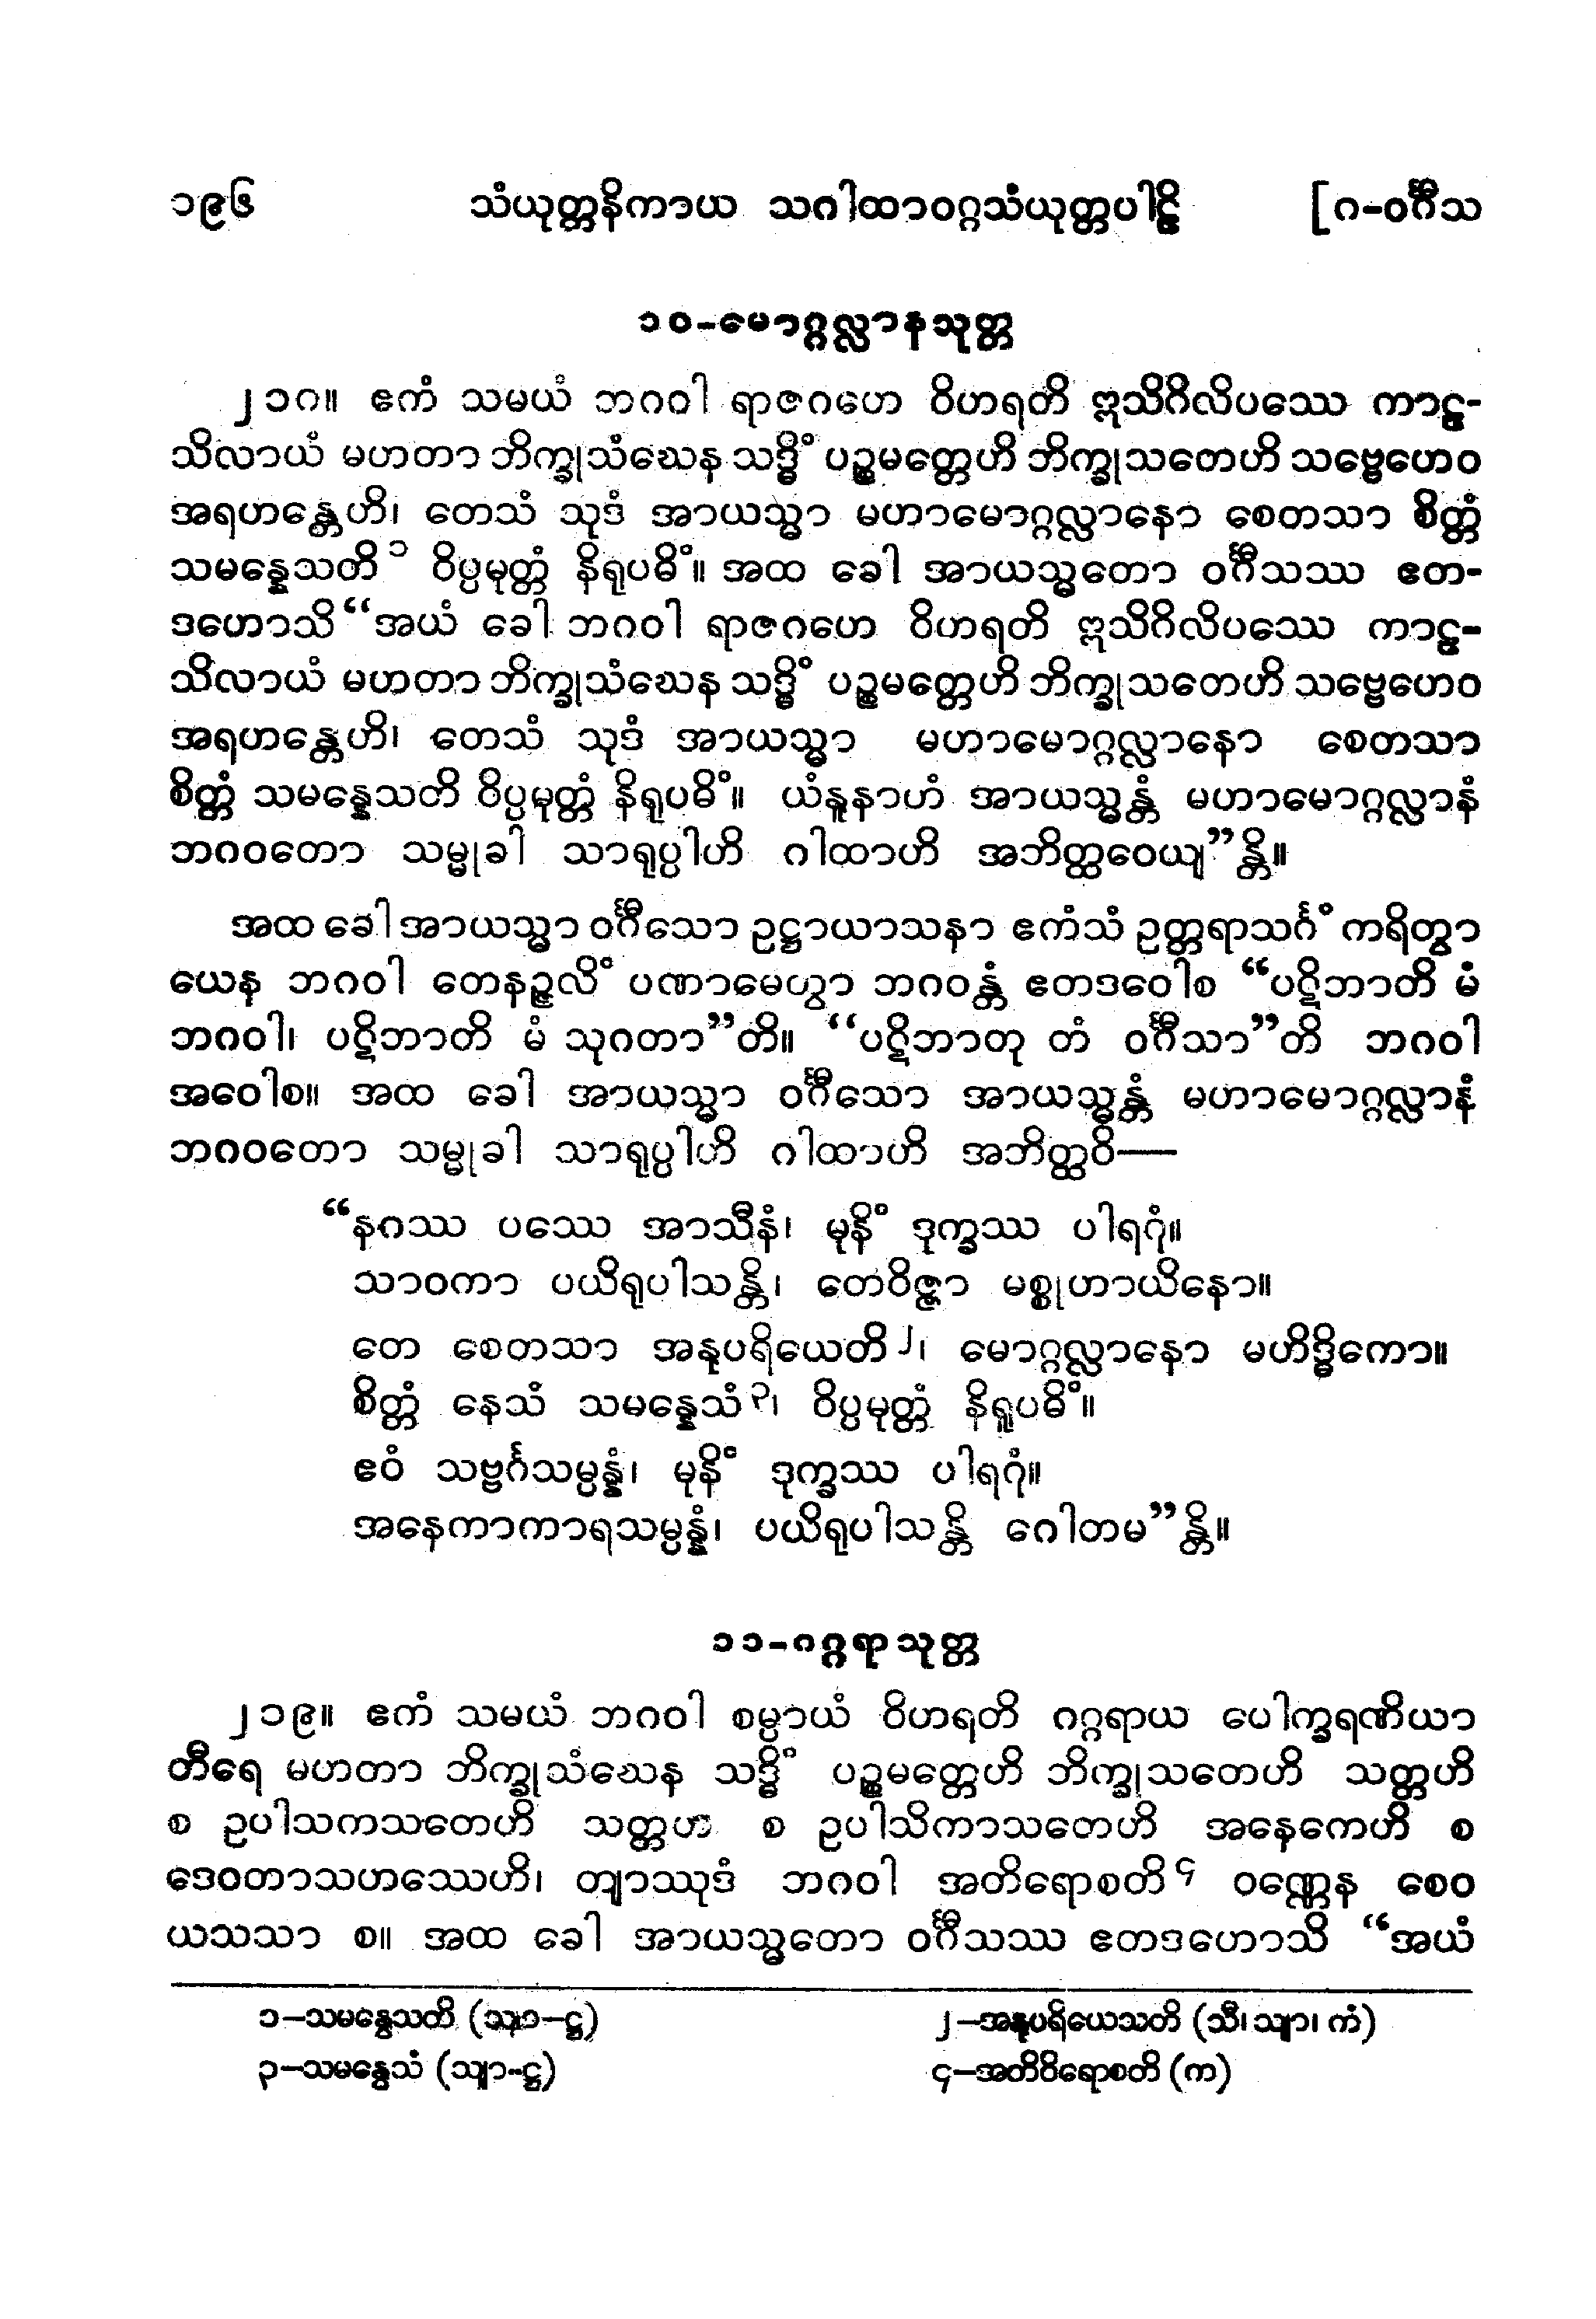 ၁၉၆ သံယုတ္တနိကာယ သဂါထာဝဂ္ဂသံယုတ္တပါဠိ [၈-ဝင်္ဂီသ
၁၀-မောဂ္ဂလ္လာနသုတ္တ
၂၁၈။ ဧကံ သမယံ ဘဂဝါ ရာဇဂဟေ ဝိဟရတိ ဣသိဂိလိပဿေ ကာဠ-
သိလာယံ မဟတာ ဘိက္ခုသံဃေန သဒ္ဓိံ ပဉ္စမတ္တေဟိ ဘိက္ခုသတေဟိ သဗ္ဗေဟေဝ
အရဟန္တေဟိ၊ တေသံ သုဒံ အာယသ္မာ မဟာမောဂ္ဂလ္လာနော စေတသာ စိတ္တံ
သမန္နေသတိ ၁ ဝိပ္ပမုတ္တံ နိရုပဓိံ။ အထ ခေါ အာယသ္မတော ဝင်္ဂီသဿ ဧတ-
ဒဟောသိ “အယံ ခေါ ဘဂဝါ ရာဇဂဟေ ဝိဟရတိ ဣသိဂိလိပဿေ ကာဠ-
သိလာယံ မဟတာ ဘိက္ခုသံဃေန သဒ္ဓိံ ပဉ္စမတ္တေဟိ ဘိက္ခုသတေဟိ သဗ္ဗေဟေဝ
အရဟန္တေဟိ၊ တေသံ သုဒံ အာယသ္မာ မဟာမောဂ္ဂလ္လာနော စေတသာ
စိတ္တံ သမန္နေသတိ ဝိပ္ပမုတ္တံ နိရုပဓိံ။ ယံနူနာဟံ အာယသ္မန္တံ မဟာမောဂ္ဂလ္လာနံ
ဘဂဝတော သမ္မုခါ သာရုပ္ပါဟိ ဂါထာဟိ အဘိတ္ထဝေယျ”န္တိ။
အထ ခေါ အာယသ္မာ ဝင်္ဂီသော ဥဋ္ဌာယာသနာ ဧကံသံ ဥတ္တရာသင်္ဂံ ကရိတွာ
ယေန ဘဂဝါ တေနဉ္ဇလိံ ပဏာမေတွာ ဘဂဝန္တံ ဧတဒဝေါစ “ပဋိဘာတိ မံ
ဘဂဝါ၊ ပဋိဘာတိ မံ သုဂတာ”တိ။ “ပဋိဘာတု တံ ဝင်္ဂီသာ”တိ ဘဂဝါ
အဝေါစ။ အထ ခေါ အာယသ္မာ ဝင်္ဂီသော အာယသ္မန္တံ မဟာမောဂ္ဂလ္လာနံ
ဘဂဝတော သမ္မုခါ သာရုပ္ပါဟိ ဂါထာဟိ အဘိတ္ထဝိ—
“နဂဿ ပဿေ အာသီနံ၊ မုနိံ ဒုက္ခဿ ပါရဂုံ။
သာဝကာ ပယိရုပါသန္တိ၊ တေဝိဇ္ဇာ မစ္စုဟာယိနော။
တေ စေတသာ အနုပရိယေတိ ၂၊ မောဂ္ဂလ္လာနော မဟိဒ္ဓိကော။
စိတ္တံ နေသံ သမန္နေသံ ၃၊ ဝိပ္ပမုတ္တံ နိရူပဓိံ။
ဧဝံ သဗ္ဗင်္ဂသမ္ပန္နံ၊ မုနိံ ဒုက္ခဿ ပါရဂုံ။
အနေကာကာရသမ္ပန္နံ၊ ပယိရုပါသန္တိ ဂေါတမ”န္တိ။
၁၁-ဂဂ္ဂရာသုတ္တ
၂၁၉။ ဧကံ သမယံ ဘဂဝါ စမ္ပာယံ ဝိဟရတိ ဂဂ္ဂရာယ ပေါက္ခရဏိယာ
တီရေ မဟတာ ဘိက္ခုသံဃေန သဒ္ဓိံ ပဉ္စမတ္တေဟိ ဘိက္ခုသတေဟိ သတ္တဟိ
စ ဥပါသကသတေဟိ သတ္တဟိ စ ဥပါသိကာသတေဟိ အနေကေဟိ စ
ဒေဝတာသဟဿေဟိ၊ တျာဿုဒံ ဘဂဝါ အတိရောစတိ ၄ ဝဏ္ဏေန စေဝ
ယသသာ စ။ အထ ခေါ အာယသ္မတော ဝင်္ဂီသဿ ဧတဒဟောသိ “အယံ
၁–သမန္ဝေသတိ (သျာ–ဋ္ဌ) ၂–အနုပရိယေသတိ (သီ၊ သျာ၊ ကံ)
၃–သမန္ဝေသံ (သျာ-ဋ္ဌ) ၄–အတိဝိရောစတိ (က)